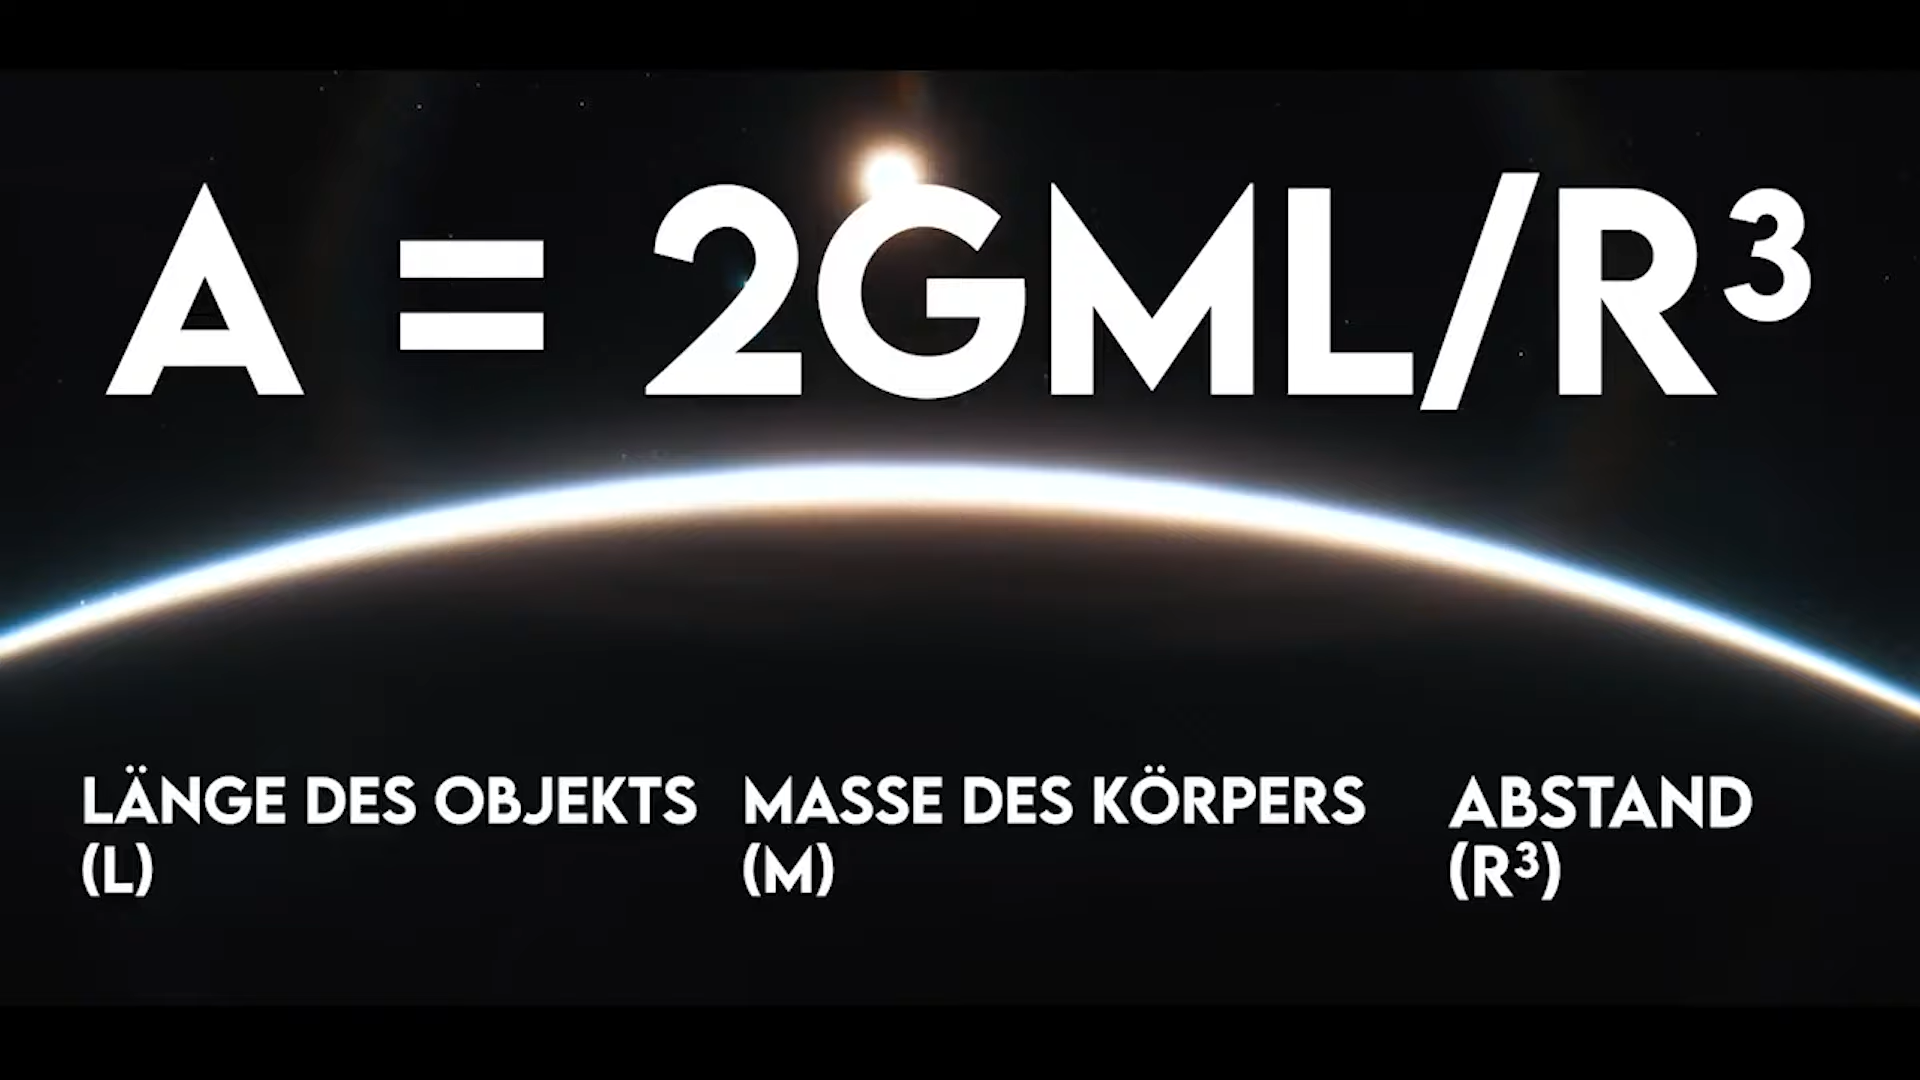 A = 2GML/R³
LÄNGE DES OBJEKTS
(L)
MASSE DES KÖRPERS
(M)
ABSTAND
(R³)